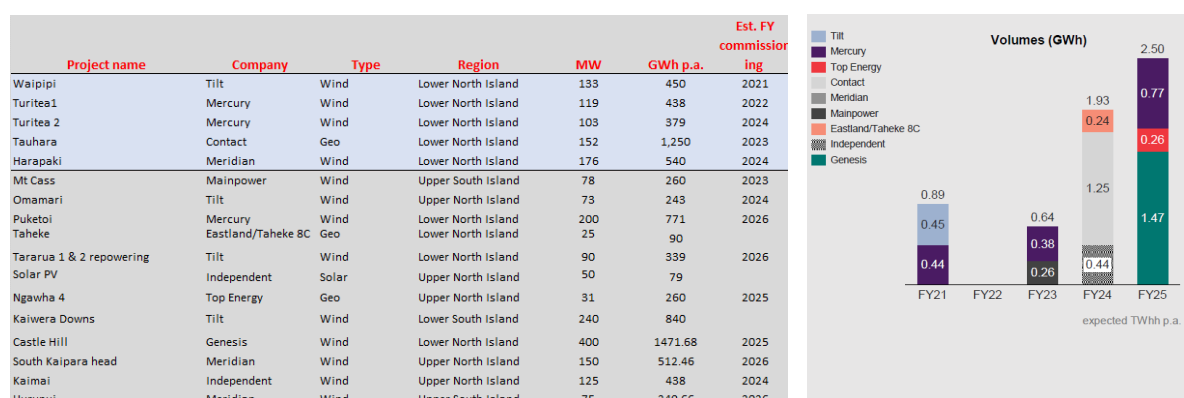 Est. FY
commission
Project name Company Type Region MW GWh p.a. ing
Waipipi Tilt Wind Lower North Island 133 450 2021
Turitea1 Mercury Wind Lower North Island 119 438 2022
Turitea 2 Mercury Wind Lower North Island 103 379 2024
Tauhara Contact Geo Lower North Island 152 1,250 2023
Harapaki Meridian Wind Lower North Island 176 540 2024
Mt Cass Mainpower Wind Upper South Island 78 260 2023
Omamari Tilt Wind Upper North Island 73 243 2024
Puketoi Mercury Wind Lower North Island 200 771 2026
Taheke Eastland/Taheke 8C Geo Lower North Island 25 90
Tararua 1 & 2 repowering Tilt Wind Lower North Island 90 339 2026
Solar PV Independent Solar Upper North Island 50 79
Ngawha 4 Top Energy Geo Upper North Island 31 260 2025
Kaiwera Downs Tilt Wind Lower South Island 240 840
Castle Hill Genesis Wind Lower North Island 400 1471.68 2025
South Kaipara head Meridian Wind Upper North Island 150 512.46 2026
Kaimai Independent Wind Upper North Island 125 438 2024
Volumes (GWh)
Tilt
Mercury
Top Energy
Contact
Meridian
Mainpower
Eastland/Taheke 8C
Independent
Genesis
2.50
0.77
1.93
0.24
0.26
1.25
0.89
0.45
0.64
1.47
0.38
0.44
0.26
0.44
FY21 FY22 FY23 FY24 FY25
expected TWhh p.a.